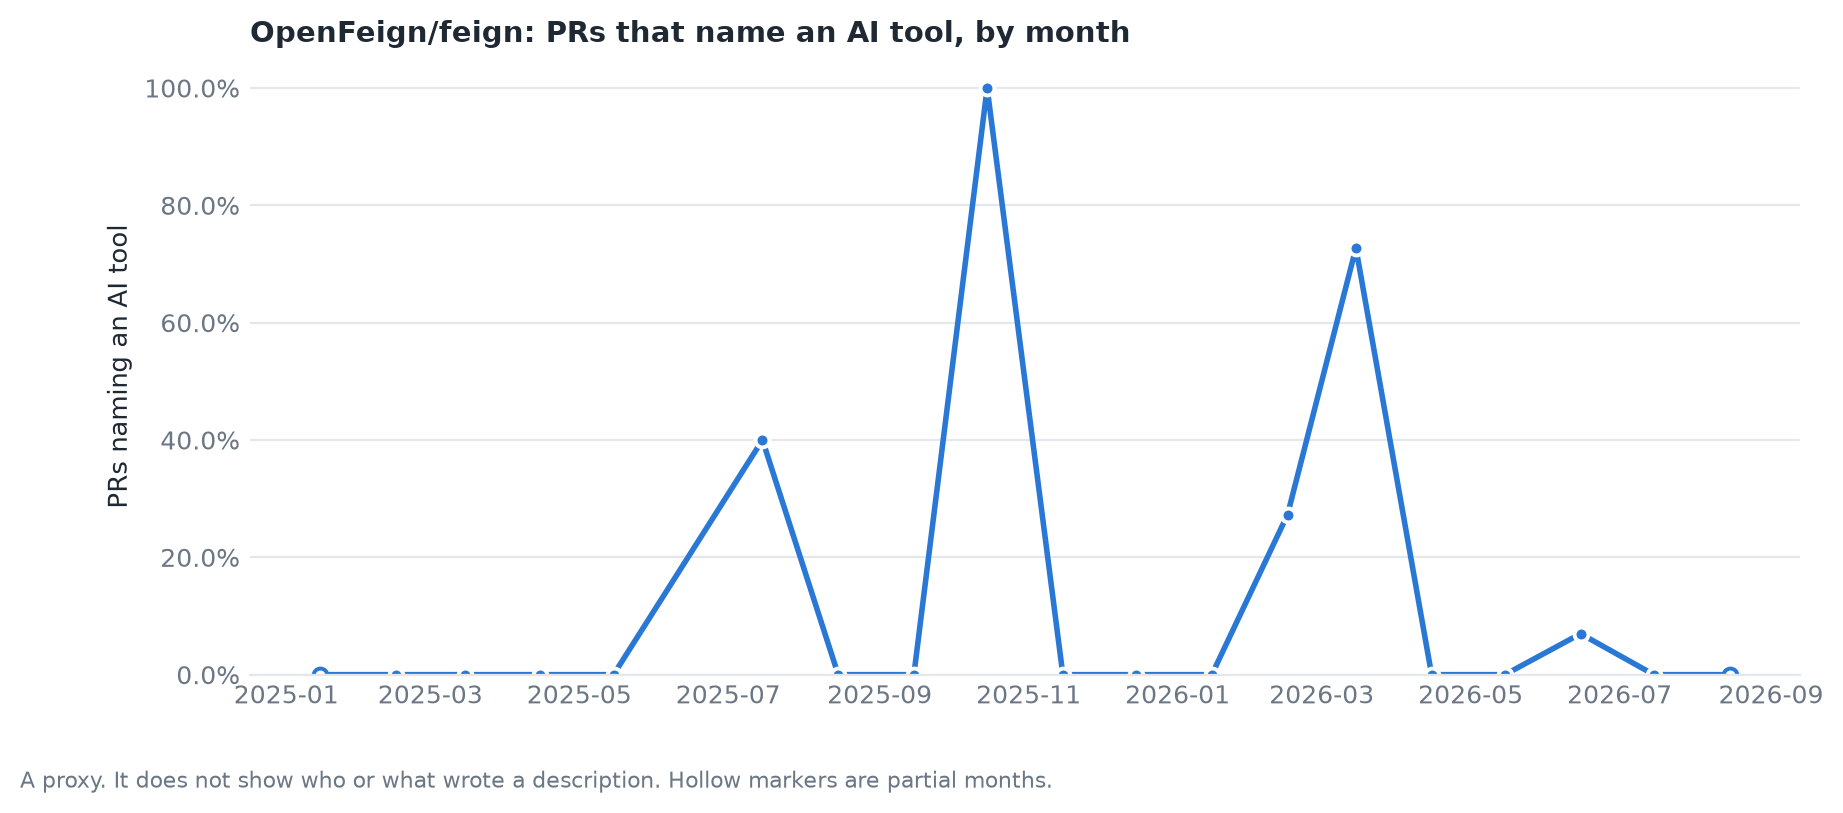 OpenFeign/feign: PRs that name an AI tool, by month
PRs naming an AI tool
100.0%
80.0%
60.0%
40.0%
20.0%
0.0%
2025-01 2025-03 2025-05 2025-07 2025-09 2025-11 2026-01 2026-03 2026-05 2026-07 2026-09
A proxy. It does not show who or what wrote a description. Hollow markers are partial months.